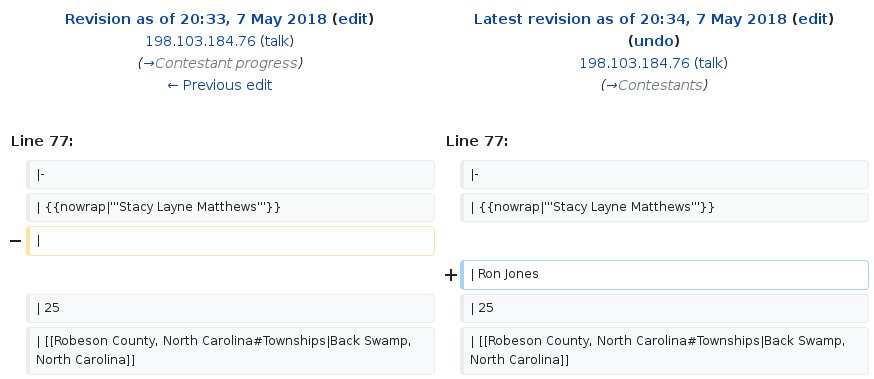 Revision as of 20:33, 7 May 2018 (edit)
198.103.184.76 (talk)
(→Contestant progress)
← Previous edit
Latest revision as of 20:34, 7 May 2018 (edit)
(undo)
198.103.184.76 (talk)
(→Contestants)
Line 77:
Line 77:
|-
|-
| {{nowrap|'''Stacy Layne Matthews'''}}
| {{nowrap|'''Stacy Layne Matthews'''}}
− |
+ | Ron Jones
| 25
| 25
| [[Robeson County, North Carolina#Townships|Back Swamp,
North Carolina]]
| [[Robeson County, North Carolina#Townships|Back Swamp,
North Carolina]]